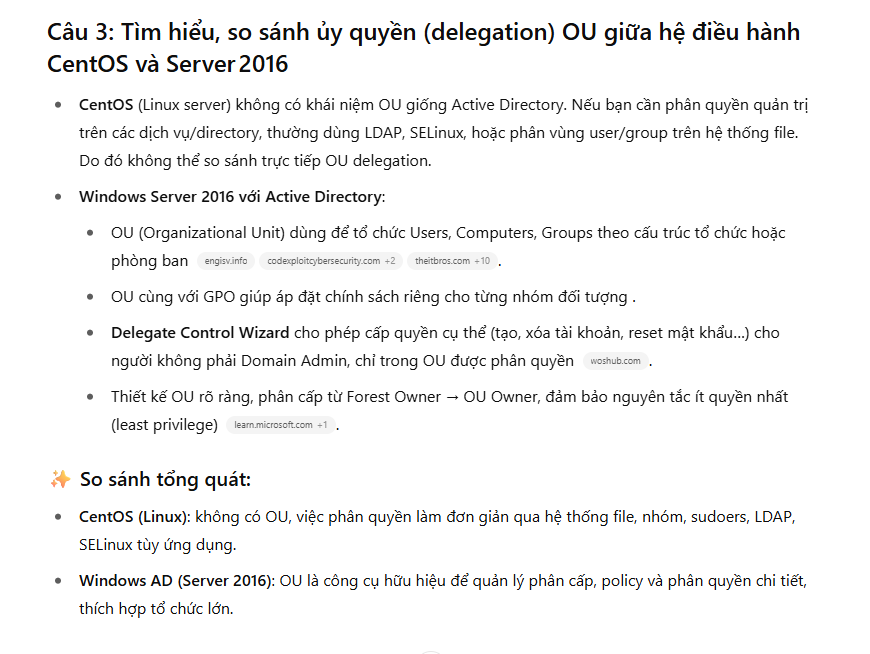 Câu 3: Tìm hiểu, so sánh ủy quyền (delegation) OU giữa hệ điều hành
CentOS và Server 2016
• CentOS (Linux server) không có khái niệm OU giống Active Directory. Nếu bạn cần phân quyền quản trị
trên các dịch vụ/directory, thường dùng LDAP, SELinux, hoặc phân vùng user/group trên hệ thống file.
Do đó không thể so sánh trực tiếp OU delegation.
• Windows Server 2016 với Active Directory:
• OU (Organizational Unit) dùng để tổ chức Users, Computers, Groups theo cấu trúc tổ chức hoặc
phòng ban engisv.info codexploitcybersecurity.com +2 theitbros.com +10 .
• OU cùng với GPO giúp áp đặt chính sách riêng cho từng nhóm đối tượng .
• Delegate Control Wizard cho phép cấp quyền cụ thể (tạo, xóa tài khoản, reset mật khẩu...) cho
người không phải Domain Admin, chỉ trong OU được phân quyền woshub.com .
• Thiết kế OU rõ ràng, phân cấp từ Forest Owner → OU Owner, đảm bảo nguyên tắc ít quyền nhất
(least privilege) learn.microsoft.com +1 .
✨ So sánh tổng quát:
• CentOS (Linux): không có OU, việc phân quyền làm đơn giản qua hệ thống file, nhóm, sudoers, LDAP,
SELinux tùy ứng dụng.
• Windows AD (Server 2016): OU là công cụ hữu hiệu để quản lý phân cấp, policy và phân quyền chi tiết,
thích hợp tổ chức lớn.